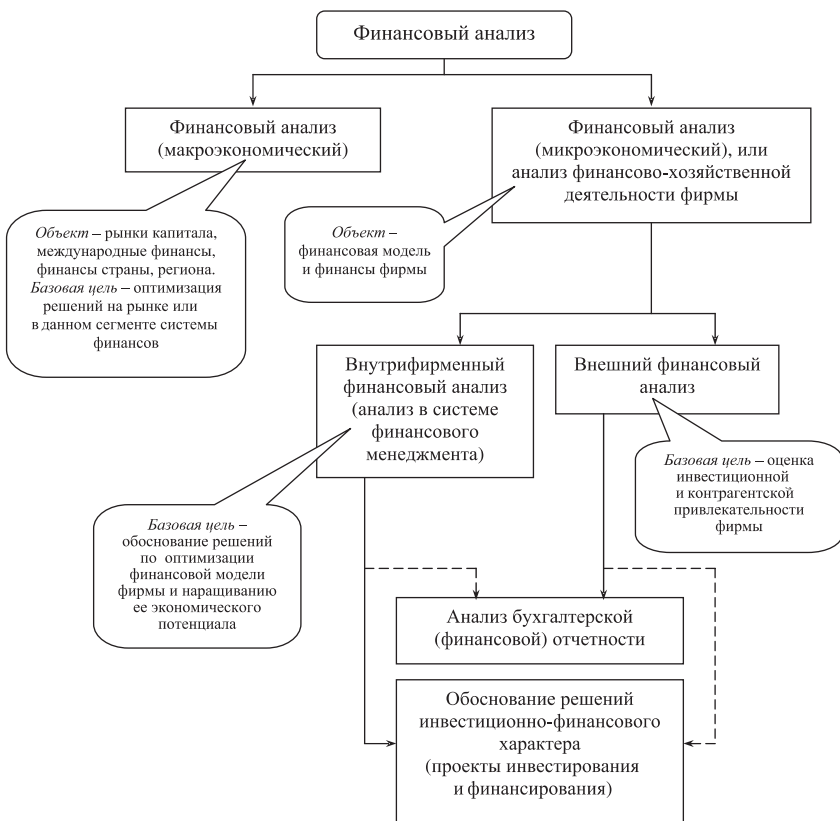 Финансовый анализ
Финансовый анализ
(макроэкономический)
Финансовый анализ
(микроэкономический), или
анализ финансово-хозяйственной
деятельности фирмы
Объект – рынки капитала,
международные финансы,
финансы страны, региона.
Базовая цель – оптимизация
решений на рынке или
в данном сегменте системы
финансов
Объект –
финансовая модель
и финансы фирмы
Внутрифирменный
финансовый анализ
(анализ в системе
финансового
менеджмента)
Внешний финансовый
анализ
Базовая цель – оценка
инвестиционной
и контрагентской
привлекательности
фирмы
Базовая цель –
обоснование решений
по оптимизации
финансовой модели
фирмы и наращиванию
ее экономического
потенциала
Анализ бухгалтерской
(финансовой) отчетности
Обоснование решений
инвестиционно-финансового
характера
(проекты инвестирования
и финансирования)